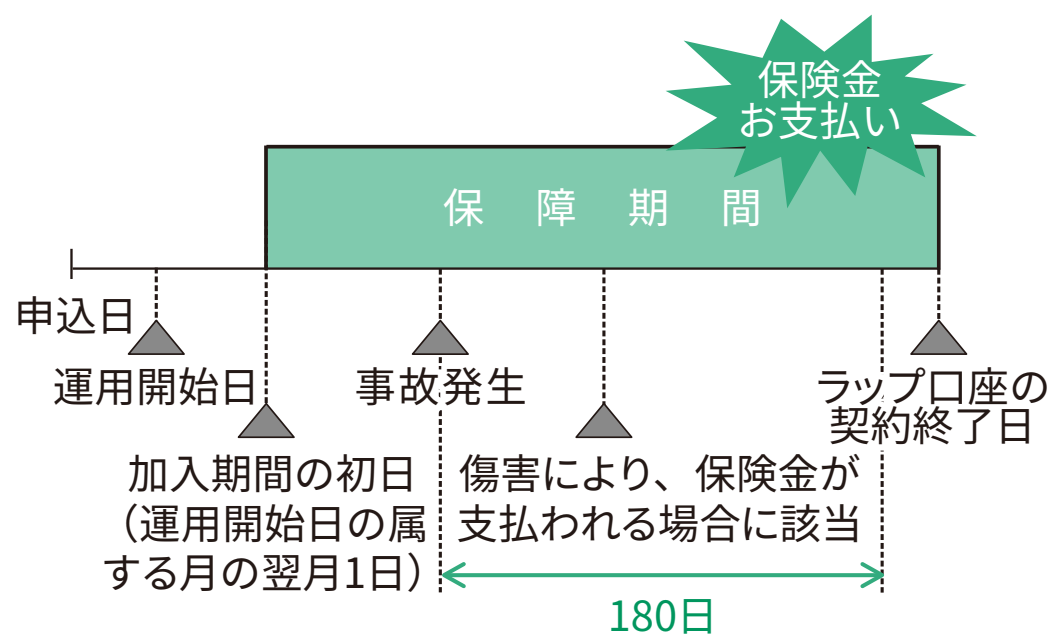 保険金
お支払い
保障期間
申込日
運用開始日
事故発生
ラップ口座の
契約終了日
加入期間の初日
（運用開始日の属
する月の翌月1日）
傷害により、保険金が
支払われる場合に該当
180日